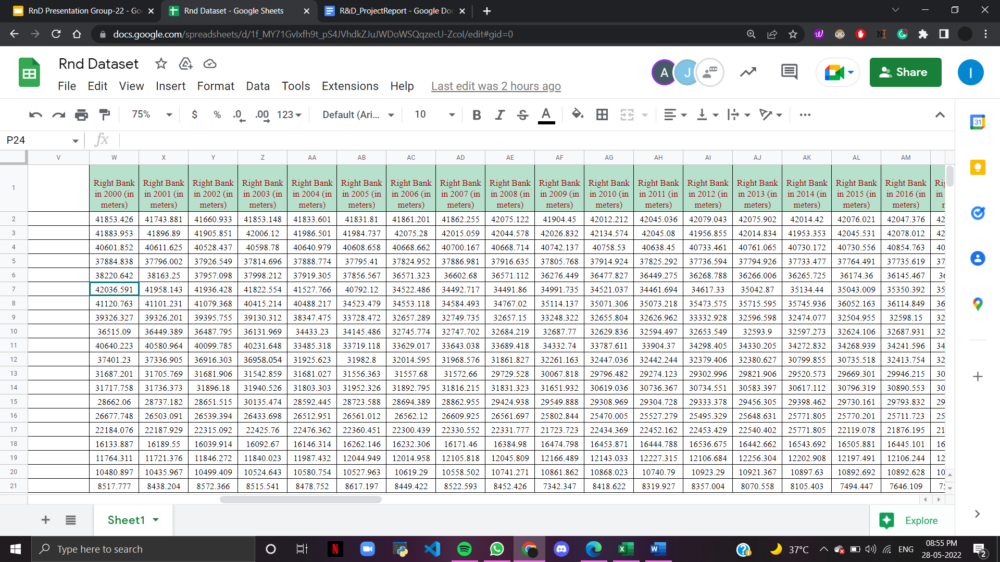 RnD Presentation Group-22 - Go
Rnd Dataset - Google Sheets
R&D_ProjectReport - Google Doc
docs.google.com/spreadsheets/d/1f_MY71GvIxfh9t_pS4JVhdkZJuJWDoWSQqzecU-ZcoI/edit#gid=0
Rnd Dataset
A J
Share
I
File Edit View Insert Format Data Tools Extensions Help Last edit was 2 hours ago
75% $ % .0 .00 123 Default (Ari... 10 B I S A
31
P24 fx
V W X Y Z AA AB AC AD AE AF AG AH AI AJ AK AL AM
1 Right Bank in 2000 (in meters) Right Bank in 2001 (in meters) Right Bank in 2002 (in meters) Right Bank in 2003 (in meters) Right Bank in 2004 (in meters) Right Bank in 2005 (in meters) Right Bank in 2006 (in meters) Right Bank in 2007 (in meters) Right Bank in 2008 (in meters) Right Bank in 2009 (in meters) Right Bank in 2010 (in meters) Right Bank in 2011 (in meters) Right Bank in 2012 (in meters) Right Bank in 2013 (in meters) Right Bank in 2014 (in meters) Right Bank in 2015 (in meters) Right Bank in 2016 (in meters)
2 41853.426 41743.881 41660.933 41853.148 41833.601 41831.81 41861.201 41862.255 42075.122 41904.45 42012.212 42045.036 42079.043 42075.902 42014.42 42076.021 42047.376 42
3 41883.953 41896.89 41905.851 42006.12 41986.501 41984.737 42075.28 42015.059 42044.578 42026.832 42134.574 42045.08 41956.855 42014.834 41953.353 42045.531 42078.012 42
4 40601.852 40611.625 40528.437 40598.78 40640.979 40608.658 40668.662 40700.167 40668.714 40742.137 40758.53 40638.45 40733.461 40761.065 40730.172 40730.556 40854.763 40
5 37884.838 37796.002 37926.549 37814.696 37888.774 37795.41 37824.952 37886.981 37916.635 37805.768 37914.924 37825.292 37736.594 37794.926 37733.477 37764.491 37735.619 37
6 38220.642 38163.25 37957.098 37998.212 37919.305 37856.567 36571.323 36602.68 36571.112 36276.449 36477.827 36449.275 36268.788 36266.006 36265.725 36174.36 36145.467
7 42036.591 41958.143 41936.428 41822.554 41527.766 40792.12 34522.486 34492.717 34491.86 34991.735 34521.037 34461.694 34617.33 35042.87 35134.44 35043.009 35350.392 35
8 41120.763 41101.231 41079.368 40415.214 40488.217 34523.479 34553.118 34584.493 34767.02 35114.137 35071.306 35073.218 35473.575 35715.595 35745.936 36052.163 36114.849 36
9 39326.327 39326.201 39395.755 39130.312 38347.475 33728.472 32657.289 32749.735 32657.15 33248.322 32655.804 32626.962 33332.928 32596.598 32474.077 32504.955 32598.15 32
10 36515.09 36449.389 36487.795 36131.969 34433.23 34145.486 32745.774 32747.702 32684.219 32687.77 32629.836 32594.497 32653.549 32593.9 32597.273 32624.106 32687.931 32
11 40640.223 40580.964 40099.785 40231.648 33485.318 33719.118 33629.017 33643.038 33689.418 34332.74 33787.611 33904.37 34298.405 34330.205 34272.832 34268.939 34241.596 34
12 37401.23 37336.905 36916.303 36958.054 31925.623 31982.8 32014.595 31968.576 31861.827 32261.163 32447.036 32442.244 32379.406 32380.627 30799.855 30735.518 32413.754 32
13 31687.201 31705.769 31681.906 31542.859 31681.027 31556.363 31557.68 31572.66 29729.528 30067.818 29796.482 29274.123 29302.996 29821.906 29520.573 29669.301 29946.215 30
14 31717.758 31736.373 31896.18 31940.526 31803.303 31952.326 31892.795 31816.215 31831.323 31651.932 30619.036 30736.367 30734.551 30583.397 30617.112 30796.319 30890.553 30
15 28662.06 28737.182 28651.515 30135.474 28592.445 28723.588 28694.389 28862.955 29424.938 29549.888 29308.969 29304.728 29333.378 29456.305 29398.462 29730.161 29793.832 29
16 26677.748 26503.091 26539.394 26433.698 26512.951 26561.012 26562.12 26609.925 26561.697 25802.844 25470.005 25527.279 25495.329 25648.631 25771.805 25770.201 25711.723 25
17 22184.076 22187.929 22315.092 22425.76 22476.362 22360.451 22300.439 22330.552 22331.777 21723.723 22434.369 22452.162 22453.429 22540.402 25771.805 22119.078 21876.195 21
18 16133.887 16189.55 16039.914 16092.67 16146.314 16262.146 16232.306 16171.46 16384.98 16474.798 16453.871 16444.788 16536.675 16442.662 16543.692 16505.881 16445.101 16
19 11764.311 11721.376 11846.272 11840.023 11987.432 12044.949 12014.958 12105.818 12045.809 12166.489 12143.033 12227.315 12106.684 12256.304 12202.908 12197.491 12106.244 12
20 10480.897 10435.967 10499.409 10524.643 10580.754 10527.963 10619.29 10558.502 10741.271 10861.862 10868.023 10740.79 10923.29 10921.367 10897.63 10892.692 10892.628 10
21 8517.777 8438.204 8572.366 8515.541 8478.752 8617.197 8449.422 8522.593 8452.426 7342.347 8418.622 8319.927 8357.004 8070.558 8105.403 7494.447 7646.109
Sheet1
Explore
Type here to search
37°C
ENG
08:55 PM
28-05-2022
2